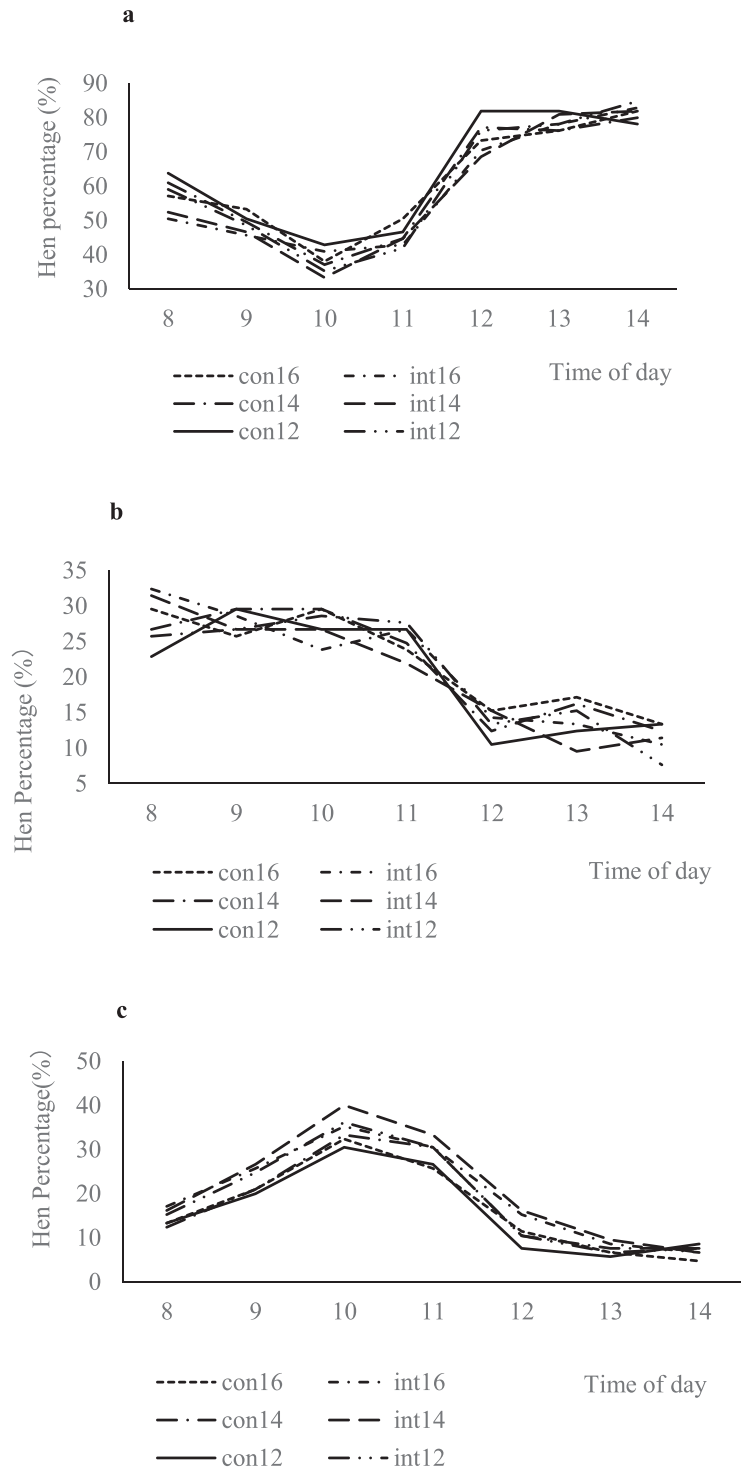 a
Hen percentage (%)
90
80
70
60
50
40
30
8 9 10 11 12 13 14
Time of day
con16 int16
con14 int14
con12 int12
b
Hen Percentage (%)
35
30
25
20
15
10
5
8 9 10 11 12 13 14
Time of day
con16 int16
con14 int14
con12 int12
c
Hen Percentage(%)
50
40
30
20
10
0
8 9 10 11 12 13 14
Time of day
con16 int16
con14 int14
con12 int12